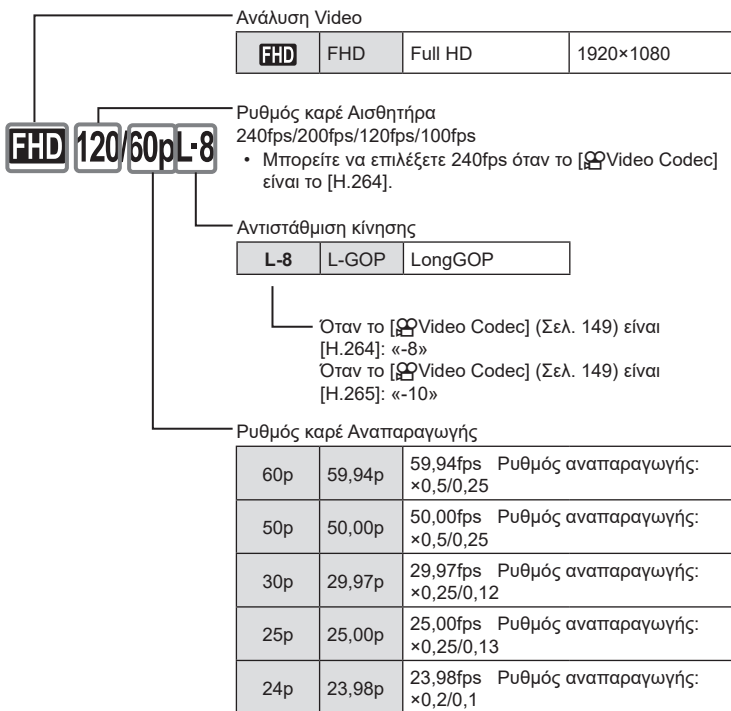 Ανάλυση Video
FHD FHD Full HD 1920×1080
Ρυθμός καρέ Αισθητήρα
240fps/200fps/120fps/100fps
• Μπορείτε να επιλέξετε 240fps όταν το [Video Codec]
είναι το [H.264].
FHD 120/60pL-8
Αντιστάθμιση κίνησης
L-8 L-GOP LongGOP
Όταν το [Video Codec] (Σελ. 149) είναι
[H.264]: «-8»
Όταν το [Video Codec] (Σελ. 149) είναι
[H.265]: «-10»
Ρυθμός καρέ Αναπαραγωγής
60p 59,94p 59,94fps Ρυθμός αναπαραγωγής:
×0,5/0,25
50p 50,00p 50,00fps Ρυθμός αναπαραγωγής:
×0,5/0,25
30p 29,97p 29,97fps Ρυθμός αναπαραγωγής:
×0,25/0,12
25p 25,00p 25,00fps Ρυθμός αναπαραγωγής:
×0,25/0,13
24p 23,98p 23,98fps Ρυθμός αναπαραγωγής:
×0,2/0,1